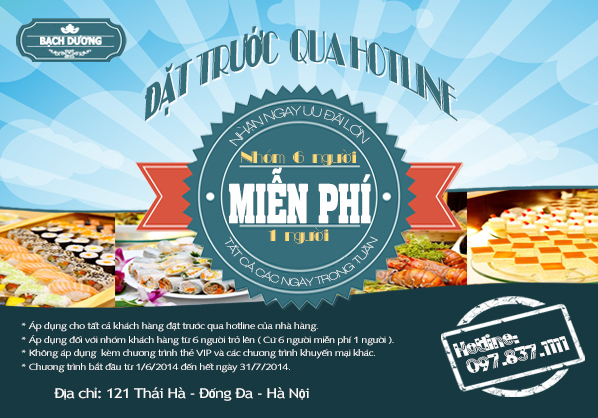 BẠCH DƯƠNG
ĐẶT TRƯỚC QUA HOTLINE
NHẬN NGAY ƯU ĐÃI LỚN
Nhóm 6 người
MIỄN PHÍ
1 người
TẤT CẢ CÁC NGÀY TRONG TUẦN
* Áp dụng cho tất cả khách hàng đặt trước qua hotline của nhà hàng.
* Áp dụng đối với nhóm khách hàng từ 6 người trở lên ( Cứ 6 người miễn phí 1 người ).
* Không áp dụng kèm chương trình thẻ VIP và các chương trình khuyến mại khác.
* Chương trình bắt đầu từ 1/6/2014 đến hết ngày 31/7/2014.
Hotline:
097.837.1111
Địa chỉ: 121 Thái Hà - Đống Đa - Hà Nội